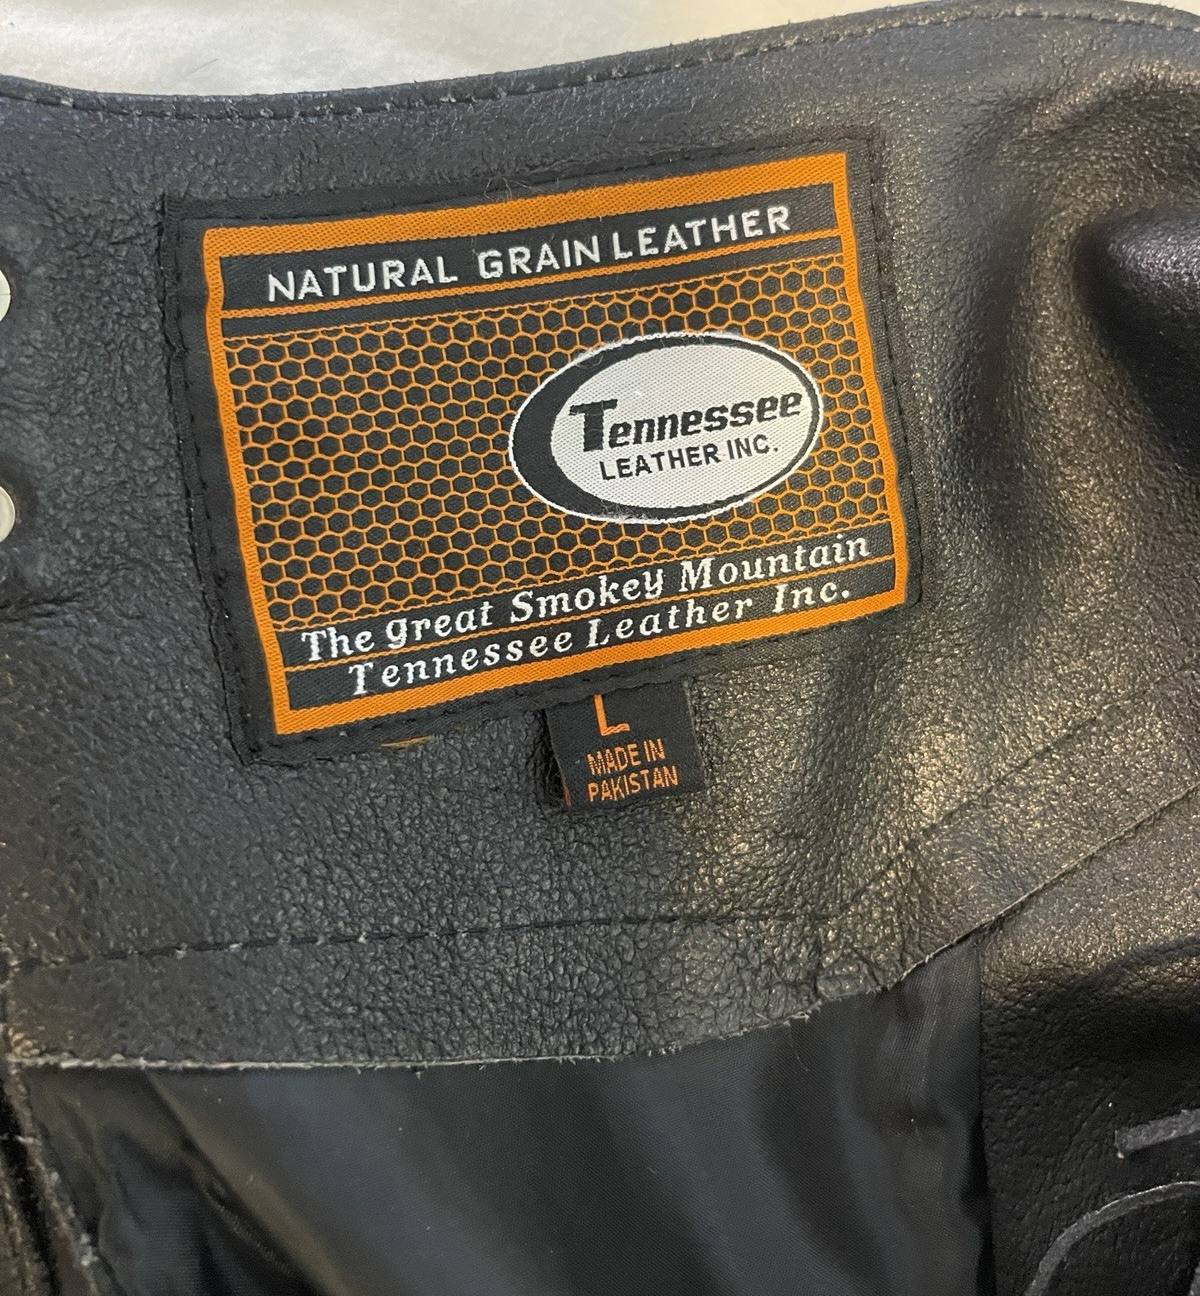 NATURAL GRAIN LEATHER
Tennessee
LEATHER INC.
The great Smokey Mountain
Tennessee Leather Inc.
L
MADE IN
PAKISTAN